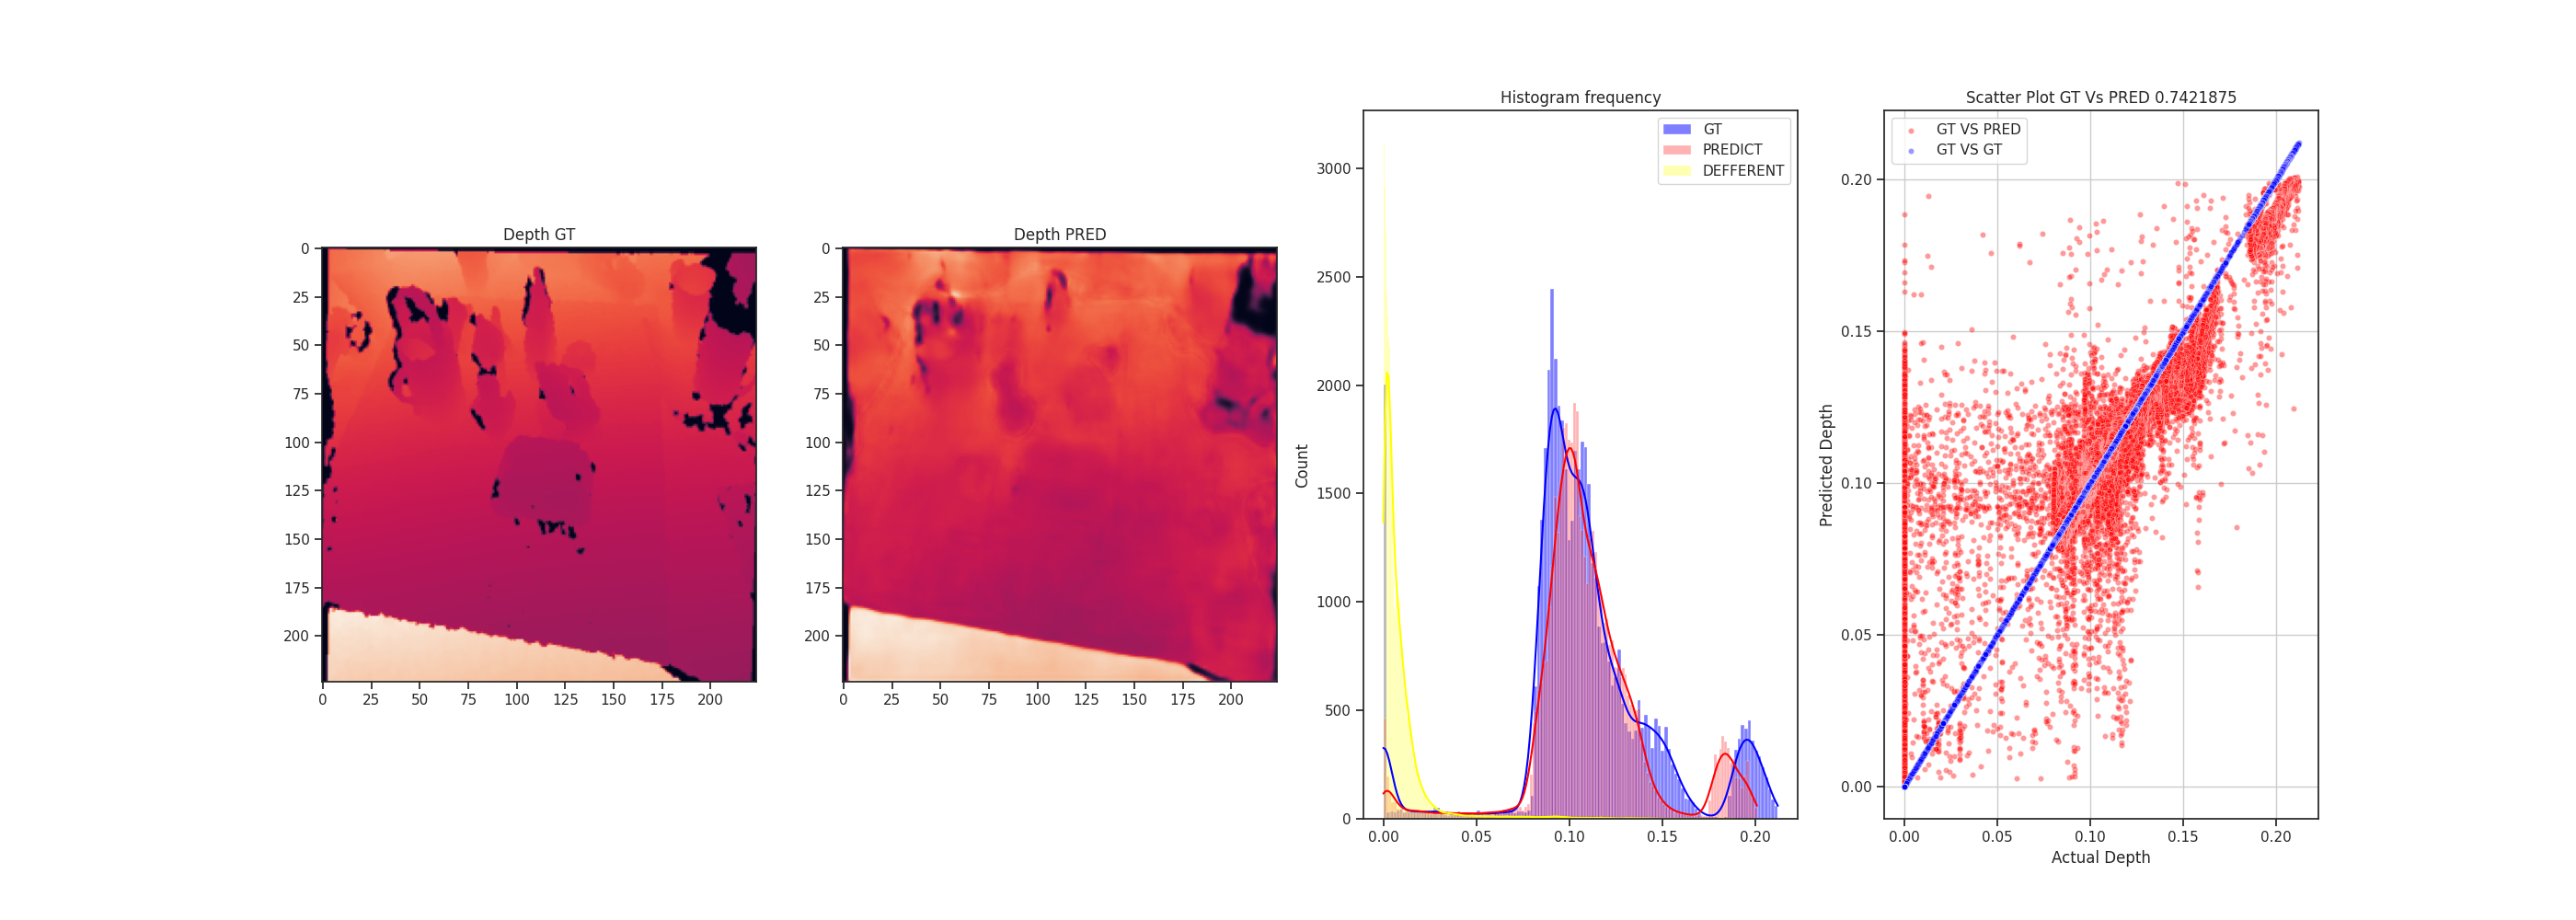 Depth GT
0
25
50
75
100
125
150
175
200
0 25 50 75 100 125 150 175 200
Depth PRED
0
25
50
75
100
125
150
175
200
0 25 50 75 100 125 150 175 200
Histogram frequency
GT
PREDICT
DEFFERENT
Count
3000
2500
2000
1500
1000
500
0
0.00 0.05 0.10 0.15 0.20
Scatter Plot GT Vs PRED 0.7421875
GT VS PRED
GT VS GT
Predicted Depth
0.20
0.15
0.10
0.05
0.00
0.00 0.05 0.10 0.15 0.20
Actual Depth